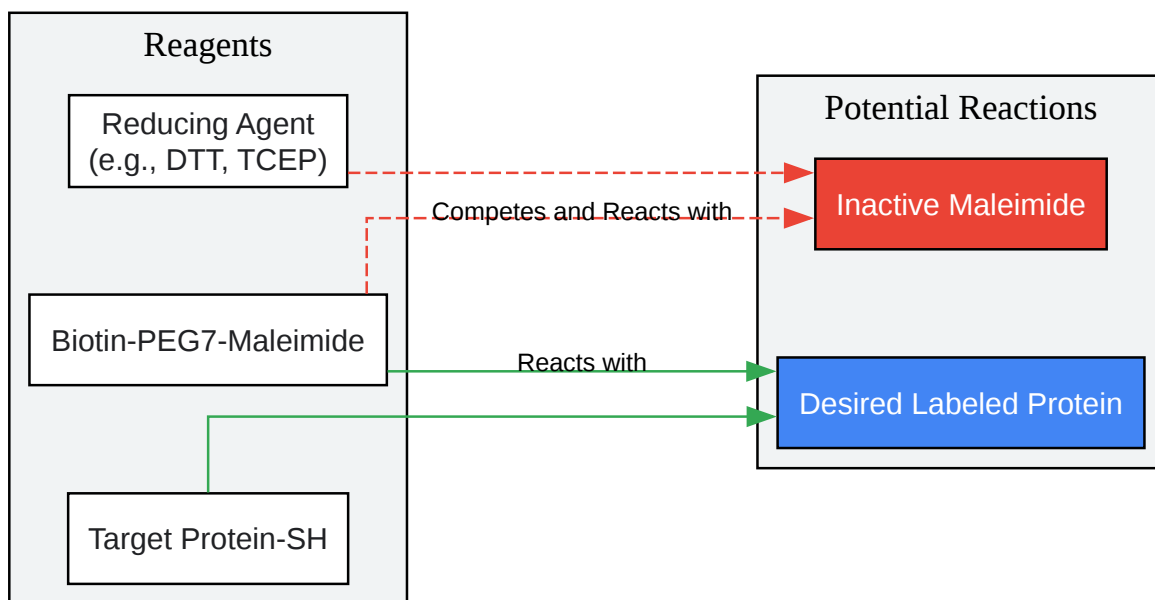 Reagents
Reducing Agent
(e.g., DTT, TCEP)
Biotin-PEG7-Maleimide
Target Protein-SH
Competes and Reacts with
Reacts with
Potential Reactions
Inactive Maleimide
Desired Labeled Protein